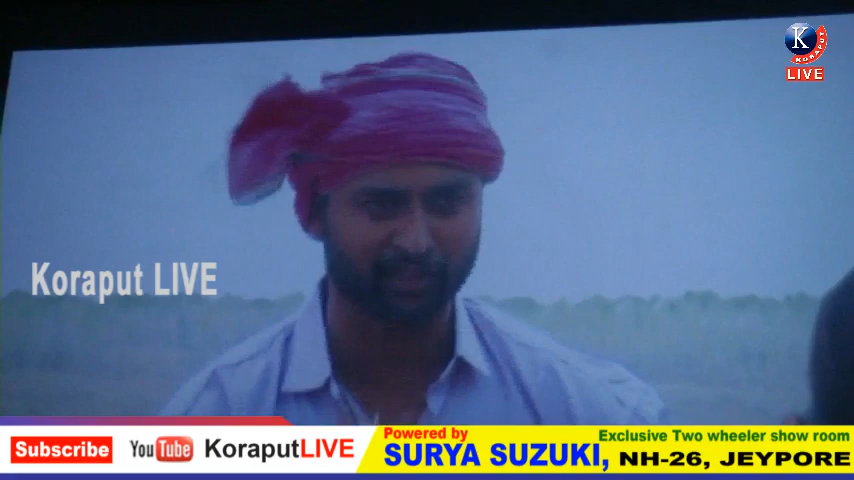 K
KORAPUT
LIVE
Koraput LIVE
Subscribe
YouTube
KoraputLIVE
Powered by
Exclusive Two wheeler show room
SURYA SUZUKI, NH-26, JEYPORE